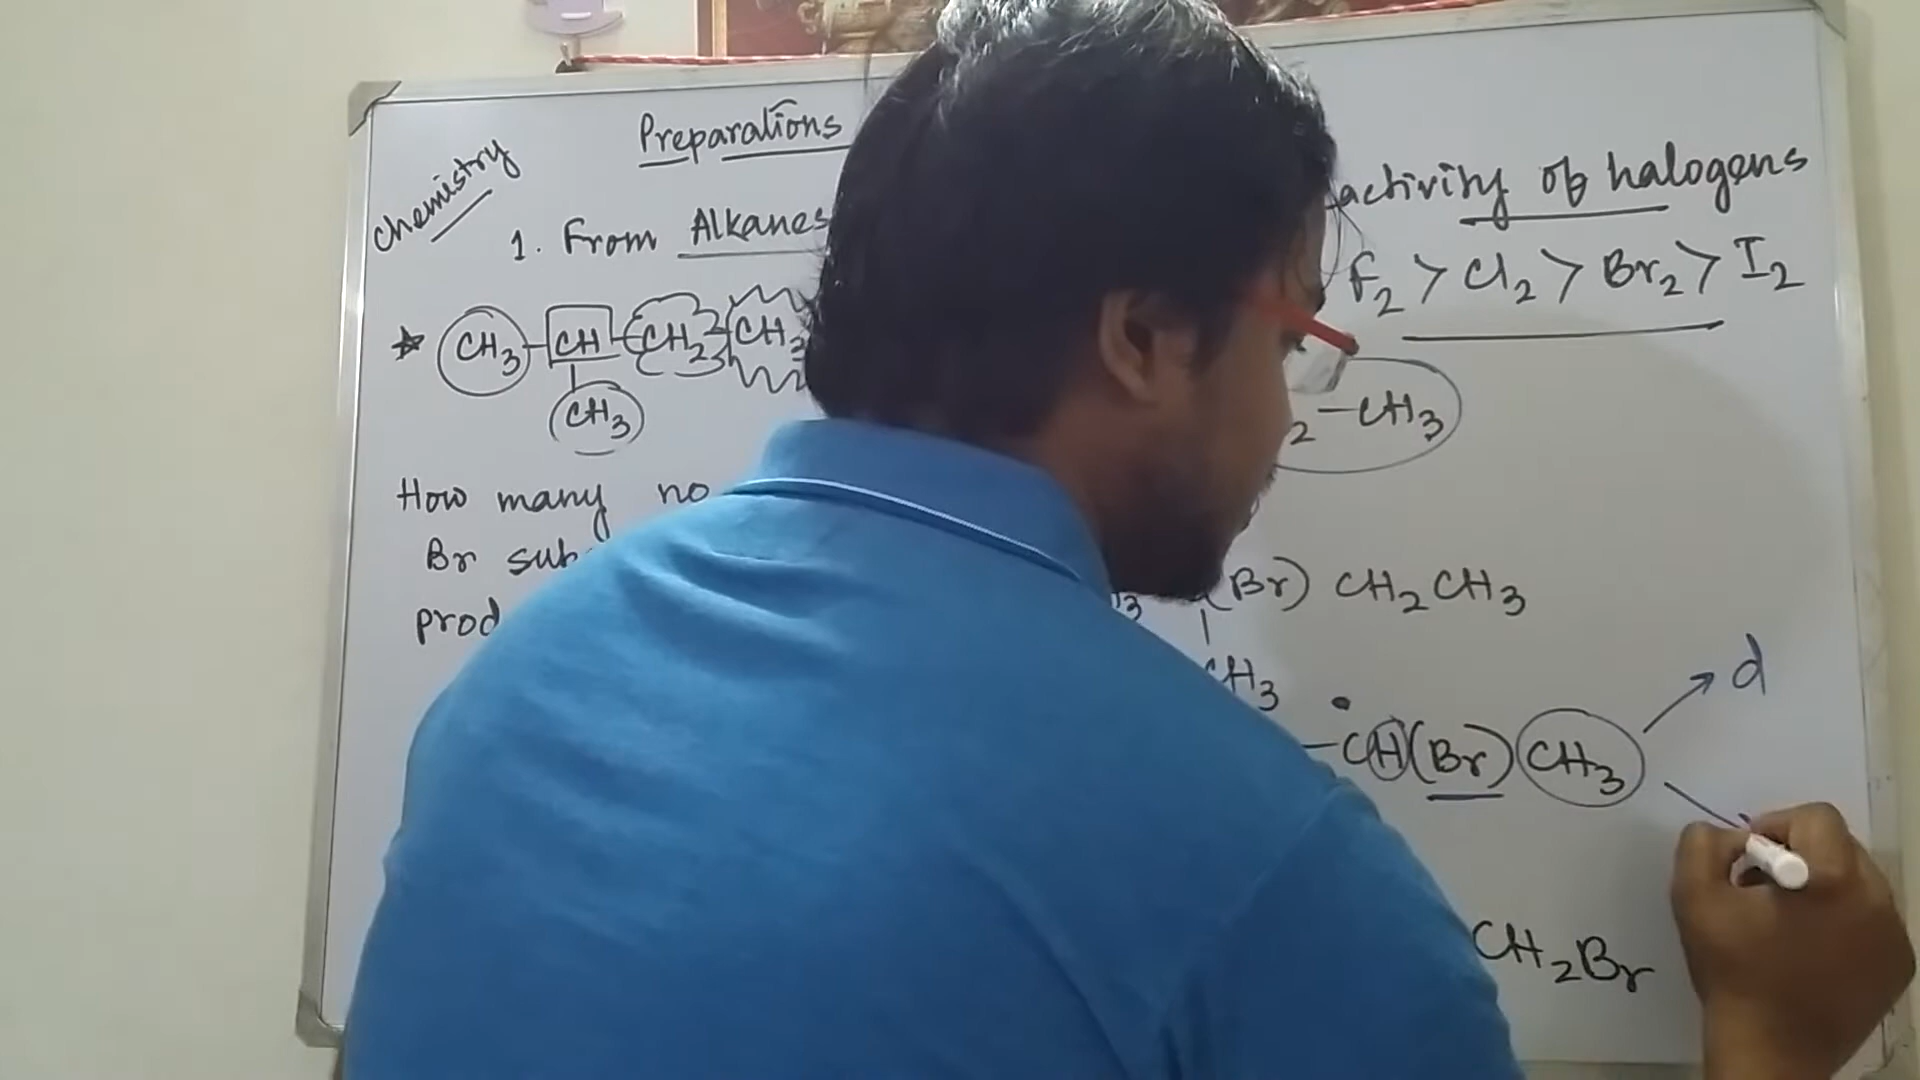 Chemistry
Preparations
1. From Alkanes
activity of halogens
F2 > Cl2 > Br2 > I2
CH3-CH-CH2-CH3
CH3
2-CH3
How many no
Br sub
prod
(Br) CH2CH3
CH3
-CH(Br)CH3
d
CH2Br